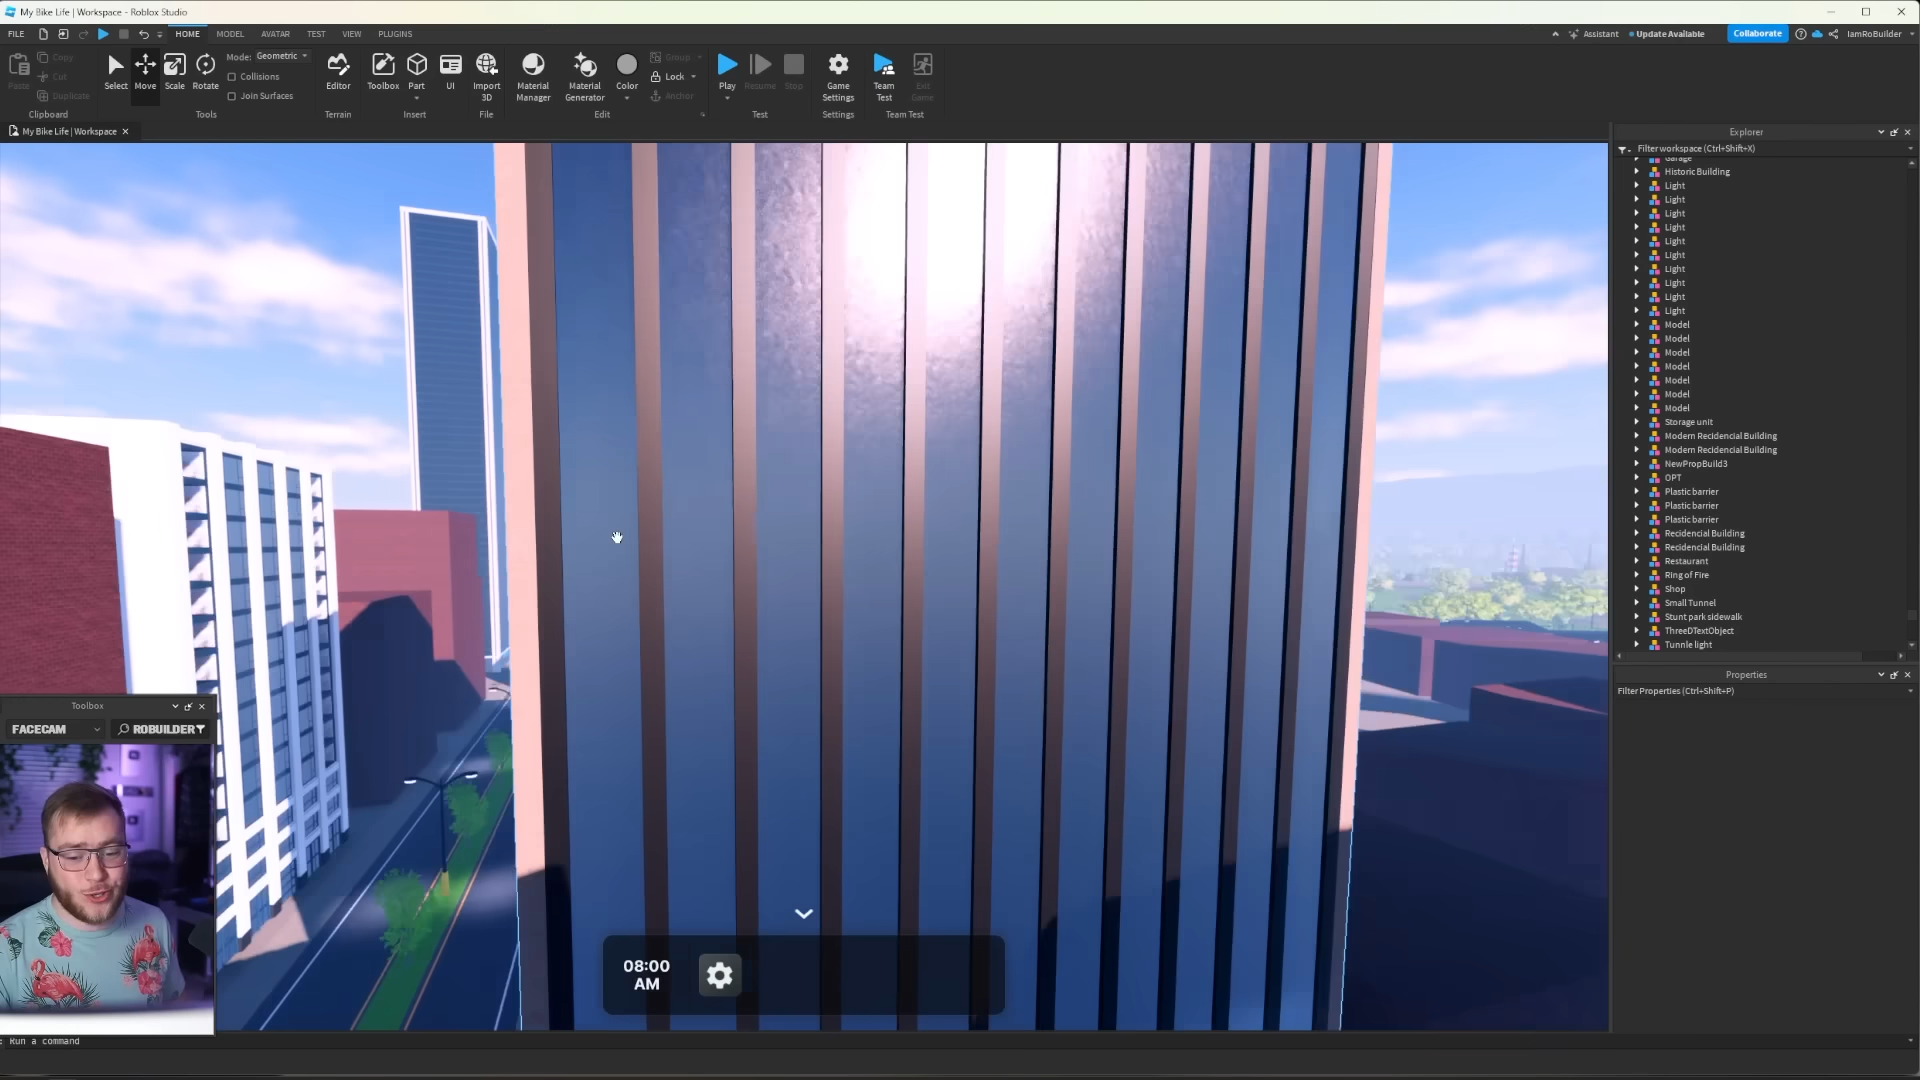 My Bike Life | Workspace - Roblox Studio
FILE
HOME
MODEL
AVATAR
TEST
VIEW
PLUGINS
Assistant
Update Available
Collaborate
IamRoBuilder
Paste
Copy
Cut
Duplicate
Clipboard
Select
Move
Scale
Rotate
Mode:
Geometric
Collisions
Join Surfaces
Tools
Editor
Terrain
Toolbox
Part
UI
Insert
Import
3D
File
Material
Manager
Material
Generator
Color
Group
Lock
Anchor
Edit
Play
Resume
Stop
Test
Game
Settings
Settings
Team
Test
Exit
Game
Team Test
My Bike Life | Workspace
Explorer
Filter workspace (Ctrl+Shift+X)
Garage
Historic Building
Light
Light
Light
Light
Light
Light
Light
Light
Light
Light
Model
Model
Model
Model
Model
Model
Model
Storage unit
Modern Recidencial Building
Modern Recidencial Building
NewPropBuild3
OPT
Plastic barrier
Plastic barrier
Plastic barrier
Recidencial Building
Recidencial Building
Restaurant
Ring of Fire
Shop
Small Tunnel
Stunt park sidewalk
ThreeDTextObject
Tunnle light
Properties
Filter Properties (Ctrl+Shift+P)
Toolbox
FACECAM
ROBUILDER
08:00
AM
Run a command